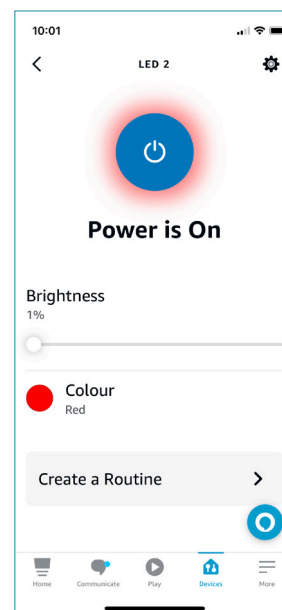 10:01
LED 2
Power is On
Brightness
1%
Colour
Red
Create a Routine
Home Communicate Play Devices More